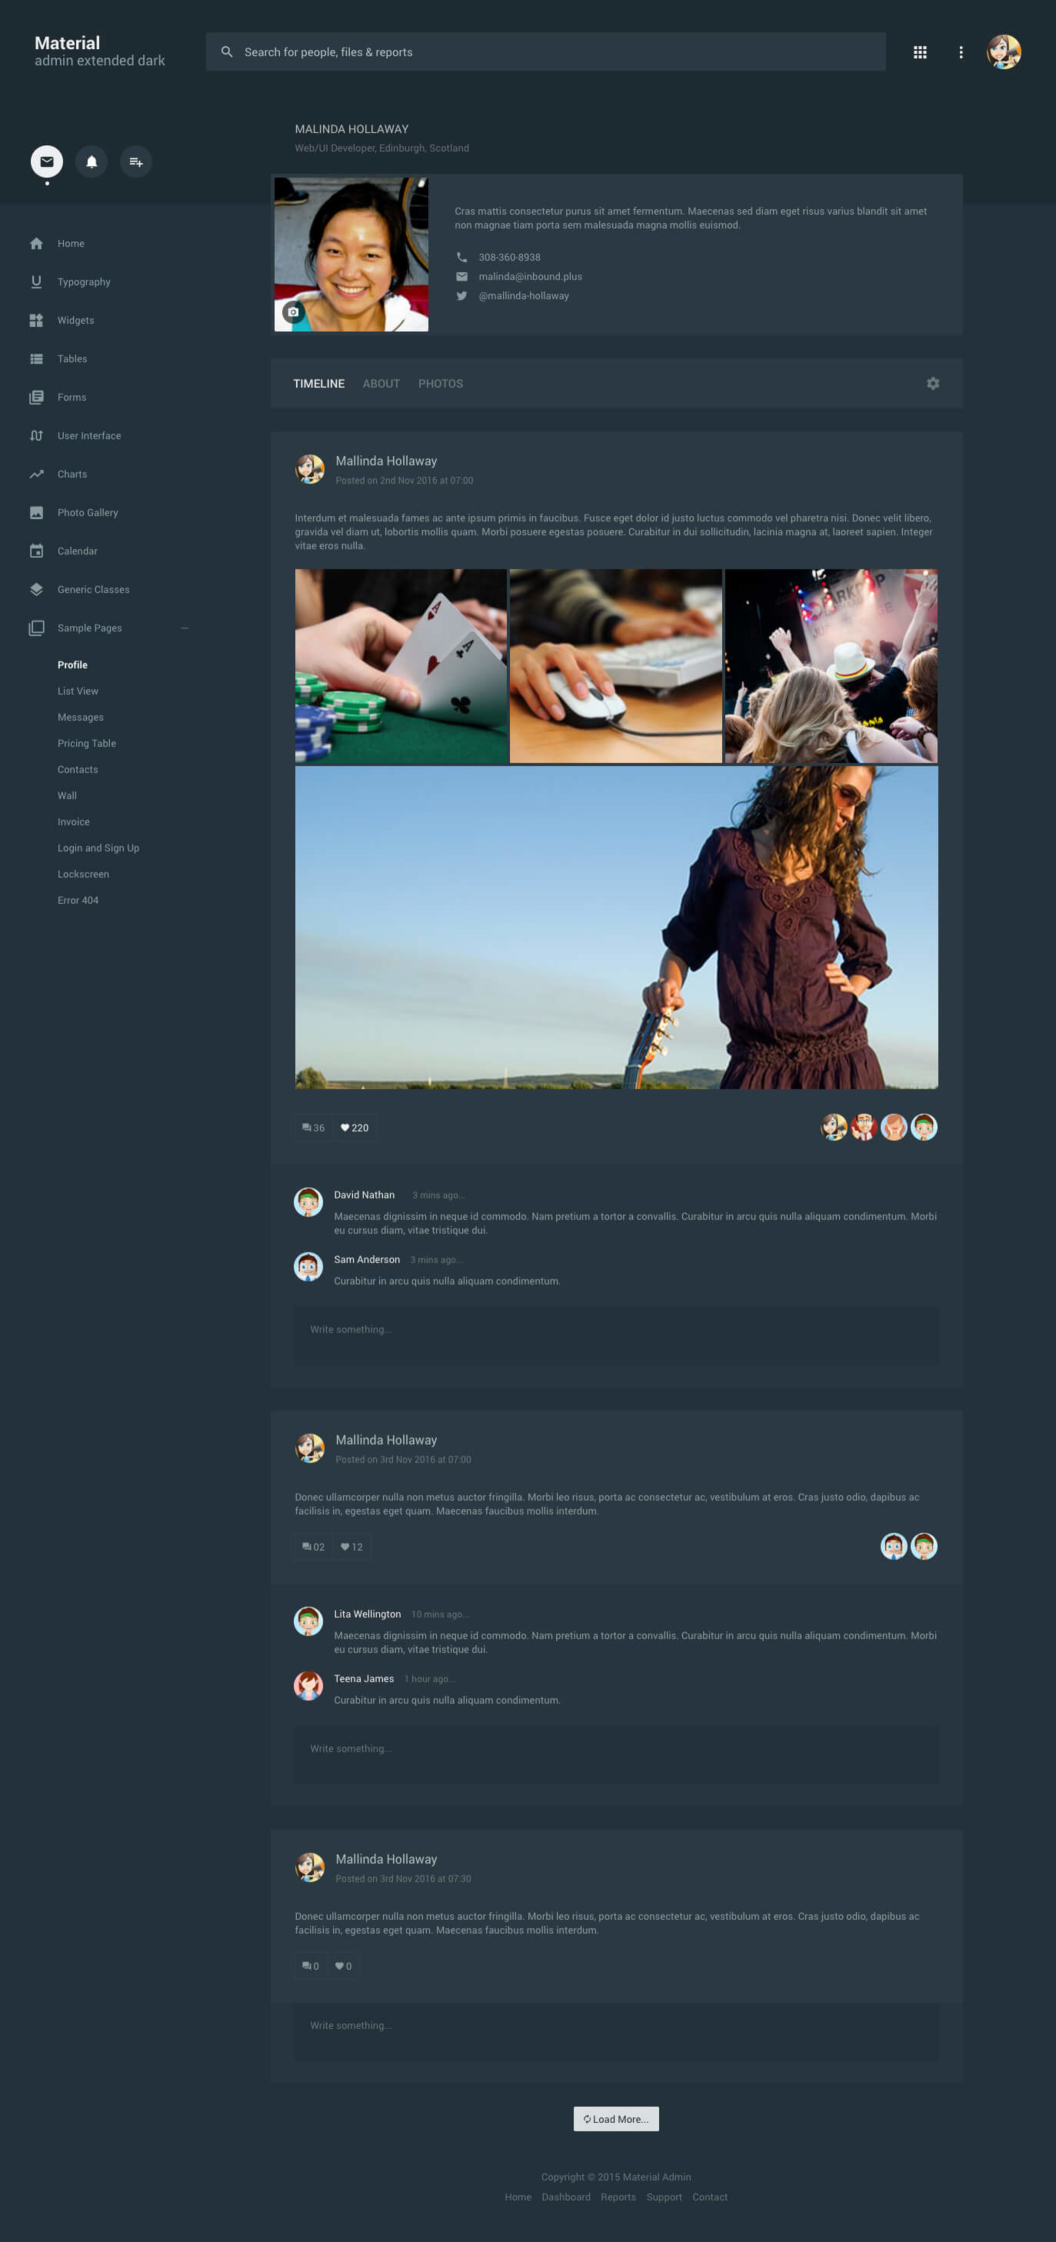 Material
admin extended dark
Search for people, files & reports
MALINDA HOLLAWAY
Web/UI Developer, Edinburgh, Scotland
Cras mattis consectetur purus sit amet fermentum. Maecenas sed diam eget risus varius blandit sit amet
non magnae tiam porta sem malesuada magna mollis euismod.
308-360-8938
malinda@inbound.plus
@mallinda-hollaway
Home
Typography
Widgets
Tables
Forms
User Interface
Charts
Photo Gallery
Calendar
Generic Classes
Sample Pages
Profile
List View
Messages
Pricing Table
Contacts
Wall
Invoice
Login and Sign Up
Lockscreen
Error 404
TIMELINE ABOUT PHOTOS
Mallinda Hollaway
Posted on 2nd Nov 2016 at 07:00
Interdum et malesuada fames ac ante ipsum primis in faucibus. Fusce eget dolor id justo luctus commodo vel pharetra nisi. Donec velit libero,
gravida vel diam ut, lobortis mollis quam. Morbi posuere egestas posuere. Curabitur in dui sollicitudin, lacinia magna at, laoreet sapien. Integer
vitae eros nulla.
A
A
36 220
David Nathan 3 mins ago...
Maecenas dignissim in neque id commodo. Nam pretium a tortor a convallis. Curabitur in arcu quis nulla aliquam condimentum. Morbi
eu cursus diam, vitae tristique dui.
Sam Anderson 3 mins ago...
Curabitur in arcu quis nulla aliquam condimentum.
Write something...
Mallinda Hollaway
Posted on 3rd Nov 2016 at 07:00
Donec ullamcorper nulla non metus auctor fringilla. Morbi leo risus, porta ac consectetur ac, vestibulum at eros. Cras justo odio, dapibus ac
facilisis in, egestas eget quam. Maecenas faucibus mollis interdum.
02 12
Lita Wellington 10 mins ago...
Maecenas dignissim in neque id commodo. Nam pretium a tortor a convallis. Curabitur in arcu quis nulla aliquam condimentum. Morbi
eu cursus diam, vitae tristique dui.
Teena James 1 hour ago...
Curabitur in arcu quis nulla aliquam condimentum.
Write something...
Mallinda Hollaway
Posted on 3rd Nov 2016 at 07:30
Donec ullamcorper nulla non metus auctor fringilla. Morbi leo risus, porta ac consectetur ac, vestibulum at eros. Cras justo odio, dapibus ac
facilisis in, egestas eget quam. Maecenas faucibus mollis interdum.
0 0
Write something...
Load More...
Copyright © 2015 Material Admin
Home Dashboard Reports Support Contact